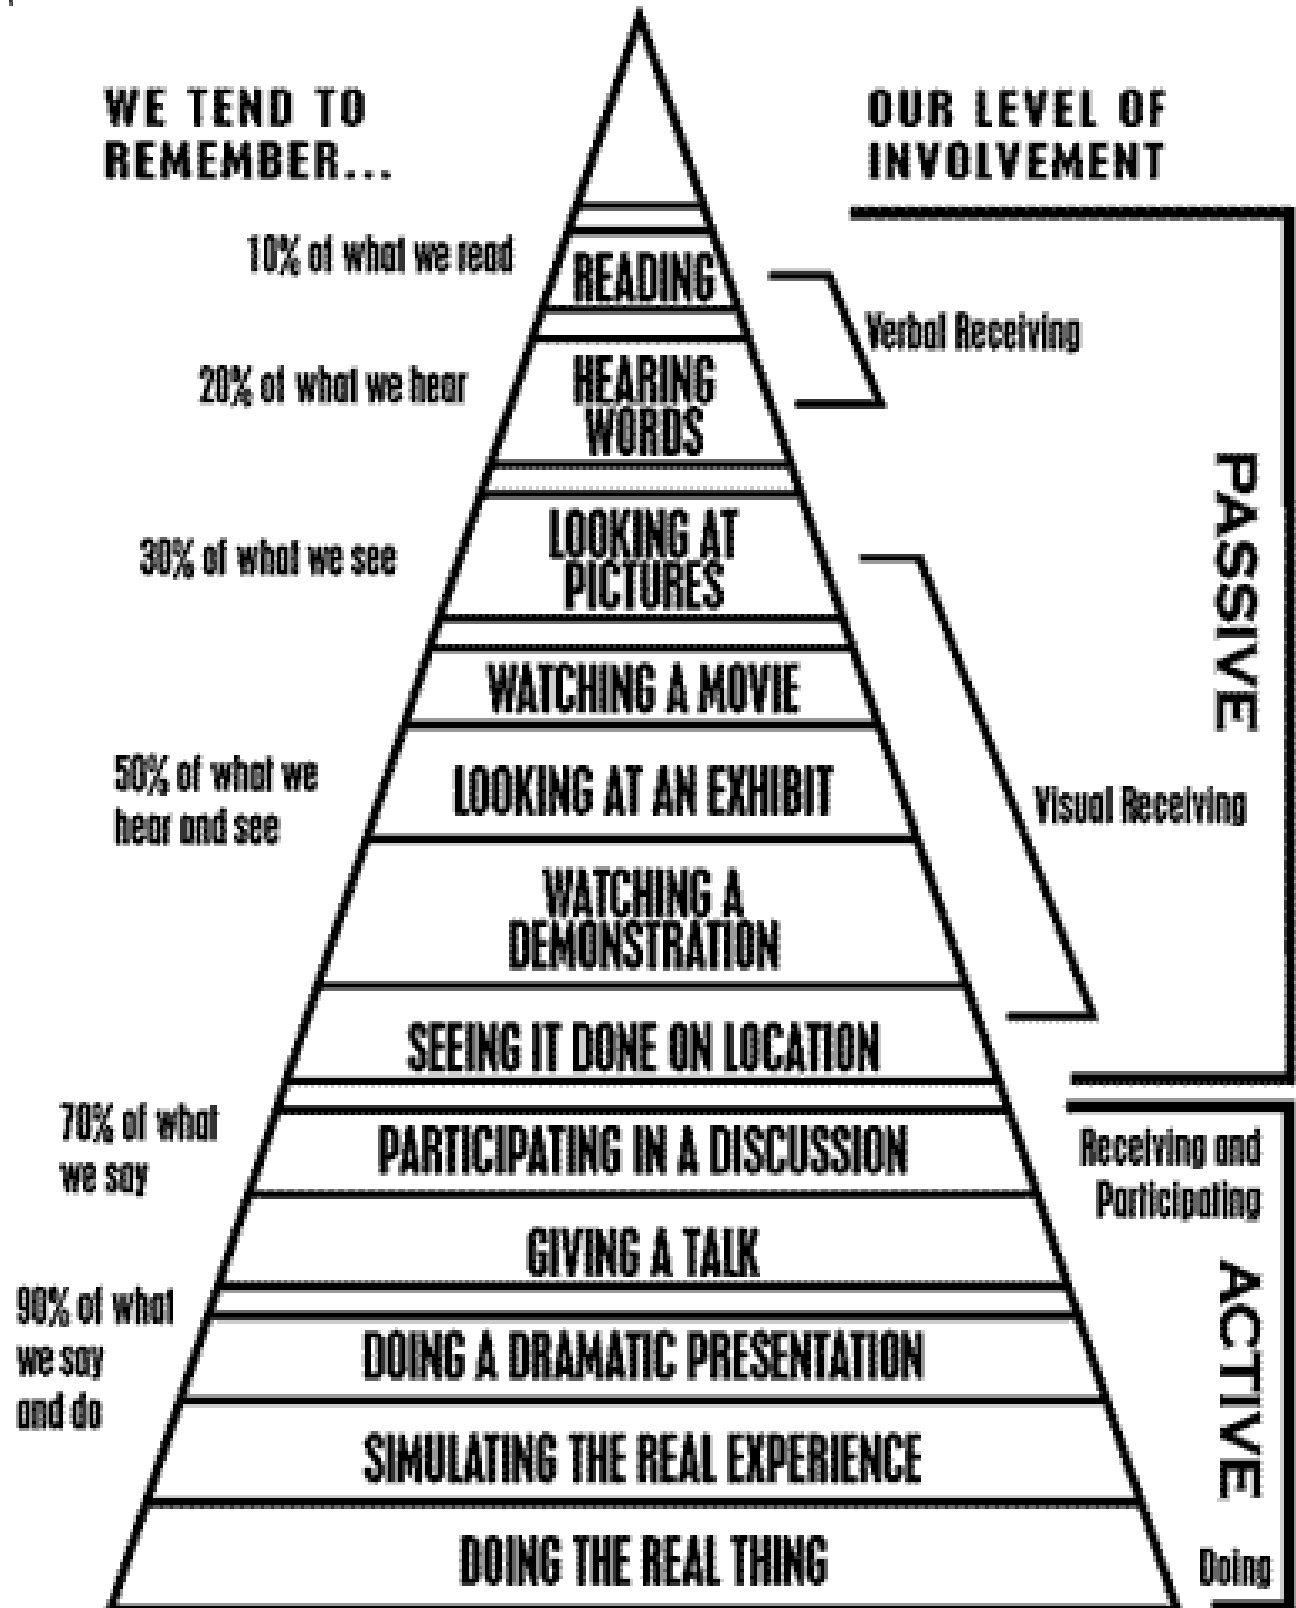 WE TEND TO
REMEMBER...
OUR LEVEL OF
INVOLVEMENT
10% of what we read
READING
Verbal Receiving
20% of what we hear
HEARING
WORDS
PASSIVE
30% of what we see
LOOKING AT
PICTURES
WATCHING A MOVIE
50% of what we
hear and see
LOOKING AT AN EXHIBIT
Visual Receiving
WATCHING A
DEMONSTRATION
SEEING IT DONE ON LOCATION
70% of what
we say
PARTICIPATING IN A DISCUSSION
Receiving and
Participating
GIVING A TALK
ACTIVE
90% of what
we say
and do
DOING A DRAMATIC PRESENTATION
SIMULATING THE REAL EXPERIENCE
DOING THE REAL THING
Doing